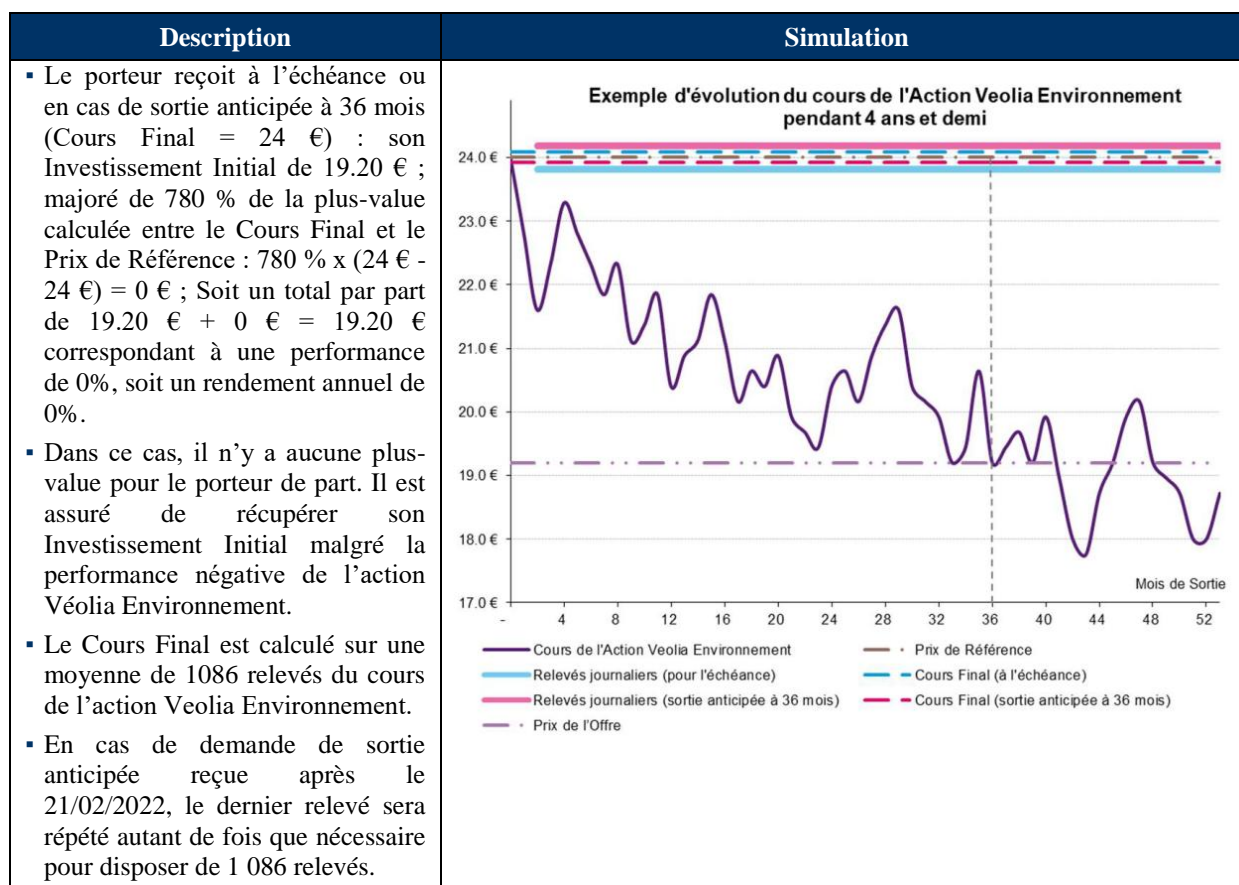 Description
▪ Le porteur reçoit à l’échéance ou
en cas de sortie anticipée à 36 mois
(Cours Final = 24 €) : son
Investissement Initial de 19.20 € ;
majoré de 780 % de la plus-value
calculée entre le Cours Final et le
Prix de Référence : 780 % x (24 € -
24 €) = 0 € ; Soit un total par part
de 19.20 € + 0 € = 19.20 €
correspondant à une performance
de 0%, soit un rendement annuel de
0%.
▪ Dans ce cas, il n’y a aucune plus-
value pour le porteur de part. Il est
assuré de récupérer son
Investissement Initial malgré la
performance négative de l’action
Véolia Environnement.
▪ Le Cours Final est calculé sur une
moyenne de 1086 relevés du cours
de l’action Veolia Environnement.
▪ En cas de demande de sortie
anticipée reçue après le
21/02/2022, le dernier relevé sera
répété autant de fois que nécessaire
pour disposer de 1 086 relevés.
Simulation
Exemple d'évolution du cours de l'Action Veolia Environnement
pendant 4 ans et demi
24.0 €
23.0 €
22.0 €
21.0 €
20.0 €
19.0 €
18.0 €
17.0 €
Mois de Sortie
- 4 8 12 16 20 24 28 32 36 40 44 48 52
Cours de l'Action Veolia Environnement Prix de Référence
Relevés journaliers (pour l'échéance) Cours Final (à l'échéance)
Relevés journaliers (sortie anticipée à 36 mois) Cours Final (sortie anticipée à 36 mois)
Prix de l'Offre